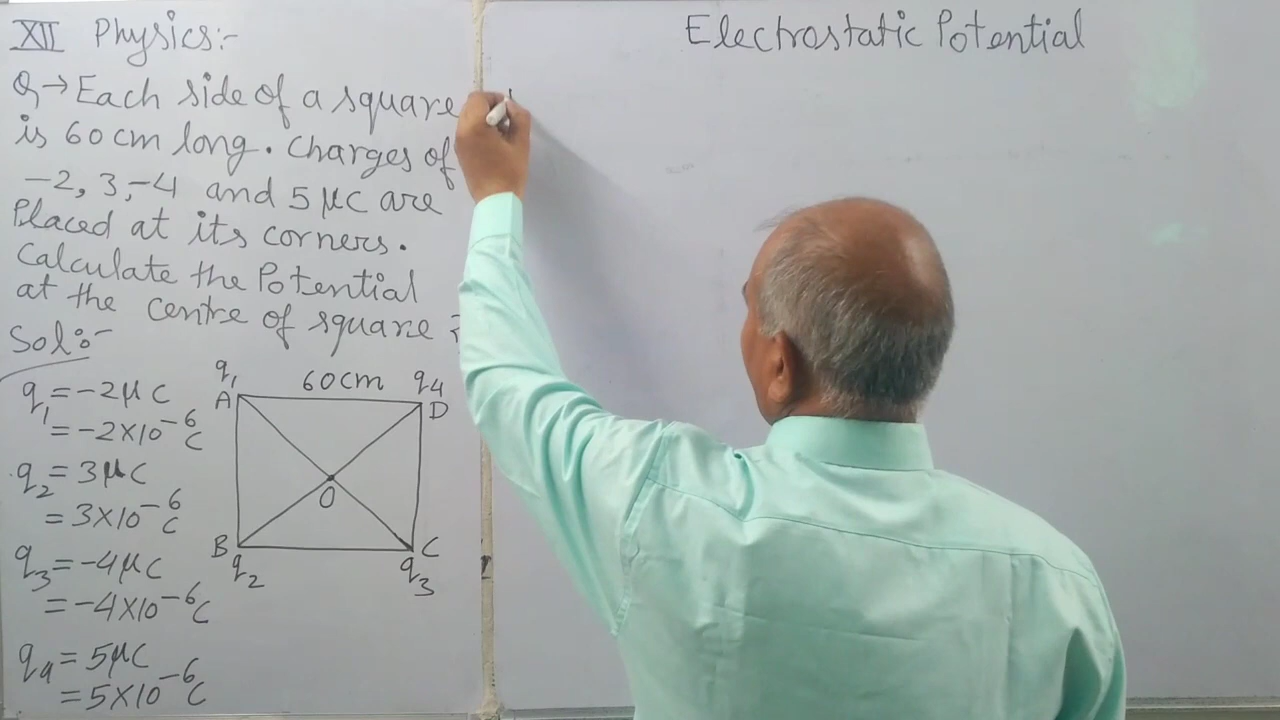 XII Physics:-
Electrostatic Potential
Q→Each side of a square
is 60cm long. Charges of
-2, 3,-4 and 5 μC are
Placed at its corners.
Calculate the Potential
at the centre of square ?
Sol:-
q1=-2μC
=-2×10^-6 C
q2=3μC
=3×10^-6 C
q3=-4μC
=-4×10^-6 C
q4=5μC
=5×10^-6 C
q1 60cm q4
A D
O
B C
q2 q3